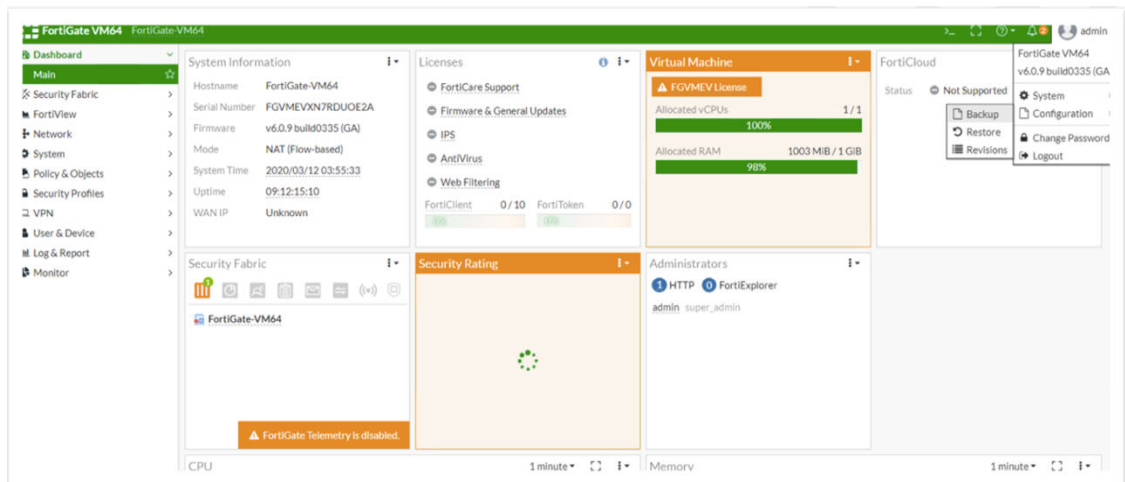 FortiGate VM64 FortiGate-VM64
>_ 2 admin
Dashboard
Main
Security Fabric
FortiView
Network
System
Policy & Objects
Security Profiles
VPN
User & Device
Log & Report
Monitor
System Information
Hostname FortiGate-VM64
Serial Number FGVMEVXN7RDUOE2A
Firmware v6.0.9 build0335 (GA)
Mode NAT (Flow-based)
System Time 2020/03/12 03:55:33
Uptime 09:12:15:10
WAN IP Unknown
Licenses
FortiCare Support
Firmware & General Updates
IPS
AntiVirus
Web Filtering
FortiClient 0/10 FortiToken 0/0
Virtual Machine
FGVMEV License
Allocated vCPUs 1/1
100%
Allocated RAM 1003 MiB / 1 GiB
98%
FortiCloud
Status Not Supported
FortiGate VM64
v6.0.9 build0335 (GA
System
Configuration
Change Password
Logout
Backup
Restore
Revisions
Security Fabric
1
FortiGate-VM64
FortiGate Telemetry is disabled.
Security Rating
Administrators
1 HTTP 0 FortiExplorer
admin super_admin
CPU 1 minute
Memory 1 minute